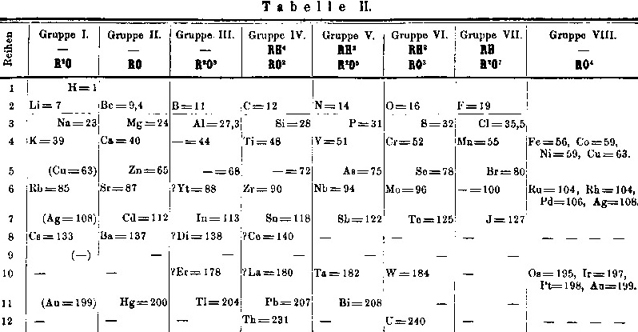 Tabelle II.
Reihen Gruppe I. — R²O Gruppe II. — RO Gruppe III. — R²O³ Gruppe IV. RH⁴ RO² Gruppe V. RH³ R²O⁵ Gruppe VI. RH² RO³ Gruppe VII. RH R²O⁷ Gruppe VIII. — RO⁴
1 H=1
2 Li=7 Be=9,4 B=11 C=12 N=14 O=16 F=19
3 Na=23 Mg=24 Al=27,3 Si=28 P=31 S=32 Cl=35,5
4 K=39 Ca=40 —=44 Ti=48 V=51 Cr=52 Mn=55 Fe=56, Co=59,
Ni=59, Cu=63.
5 (Cu=63) Zn=65 —=68 —=72 As=75 Se=78 Br=80
6 Rb=85 Sr=87 ?Yt=88 Zr=90 Nb=94 Mo=96 —=100 Ru=104, Rh=104,
Pd=106, Ag=108.
7 (Ag=108) Cd=112 In=113 Sn=118 Sb=122 Te=125 J=127
8 Cs=133 Ba=137 ?Di=138 ?Ce=140 — — — — — — —
9 (—) — — — — — —
10 — — ?Er=178 ?La=180 Ta=182 W=184 — Os=195, Ir=197,
Pt=198, Au=199.
11 (Au=199) Hg=200 Tl=204 Pb=207 Bi=208 — —
12 — — — Th=231 — U=240 — — — — —